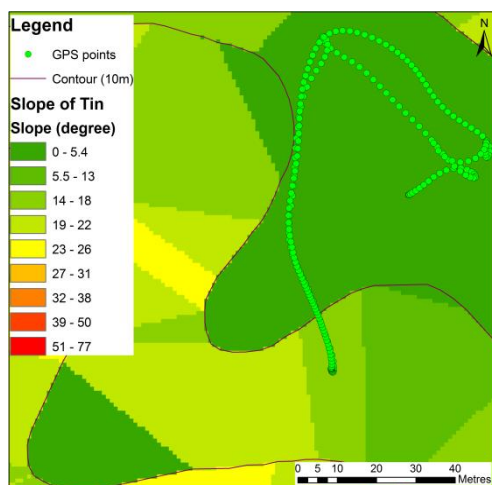 Legend
GPS points
Contour (10m)
Slope of Tin
Slope (degree)
0 - 5.4
5.5 - 13
14 - 18
19 - 22
23 - 26
27 - 31
32 - 38
39 - 50
51 - 77
N
0 5 10 20 30 40
Metres